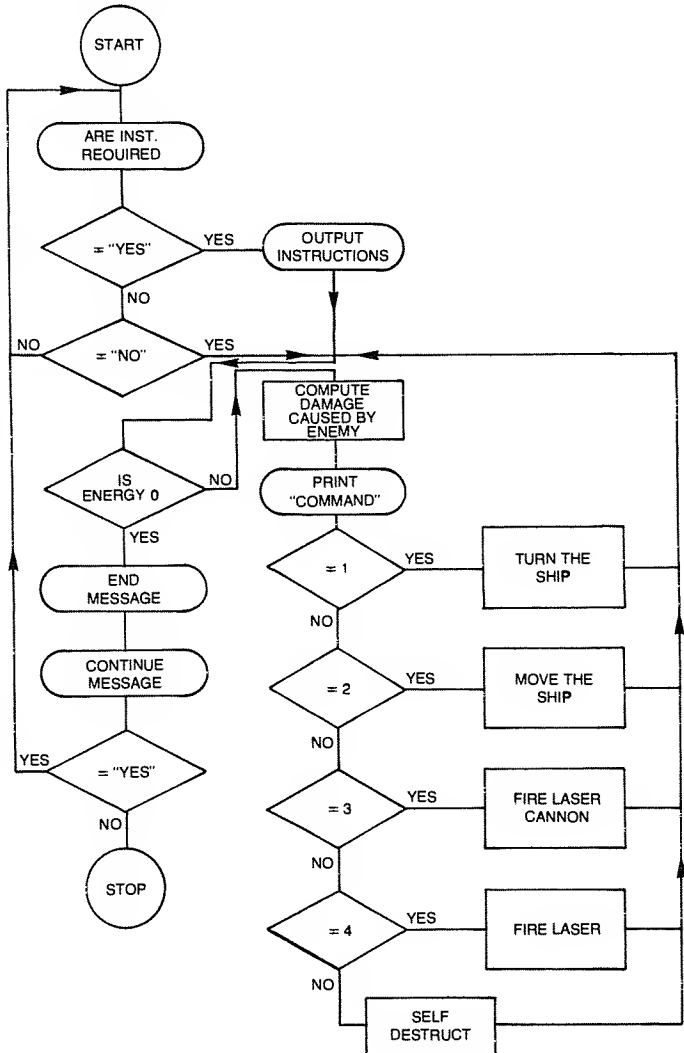 START
ARE INST.
REQUIRED
= "YES"
YES
OUTPUT
INSTRUCTIONS
NO
NO
= "NO"
YES
COMPUTE
DAMAGE
CAUSED BY
ENEMY
IS
ENERGY 0
NO
YES
PRINT
"COMMAND"
END
MESSAGE
= 1
YES
TURN THE
SHIP
NO
CONTINUE
MESSAGE
= 2
YES
MOVE THE
SHIP
NO
YES
= "YES"
NO
= 3
YES
FIRE LASER
CANNON
NO
STOP
= 4
YES
FIRE LASER
NO
SELF
DESTRUCT